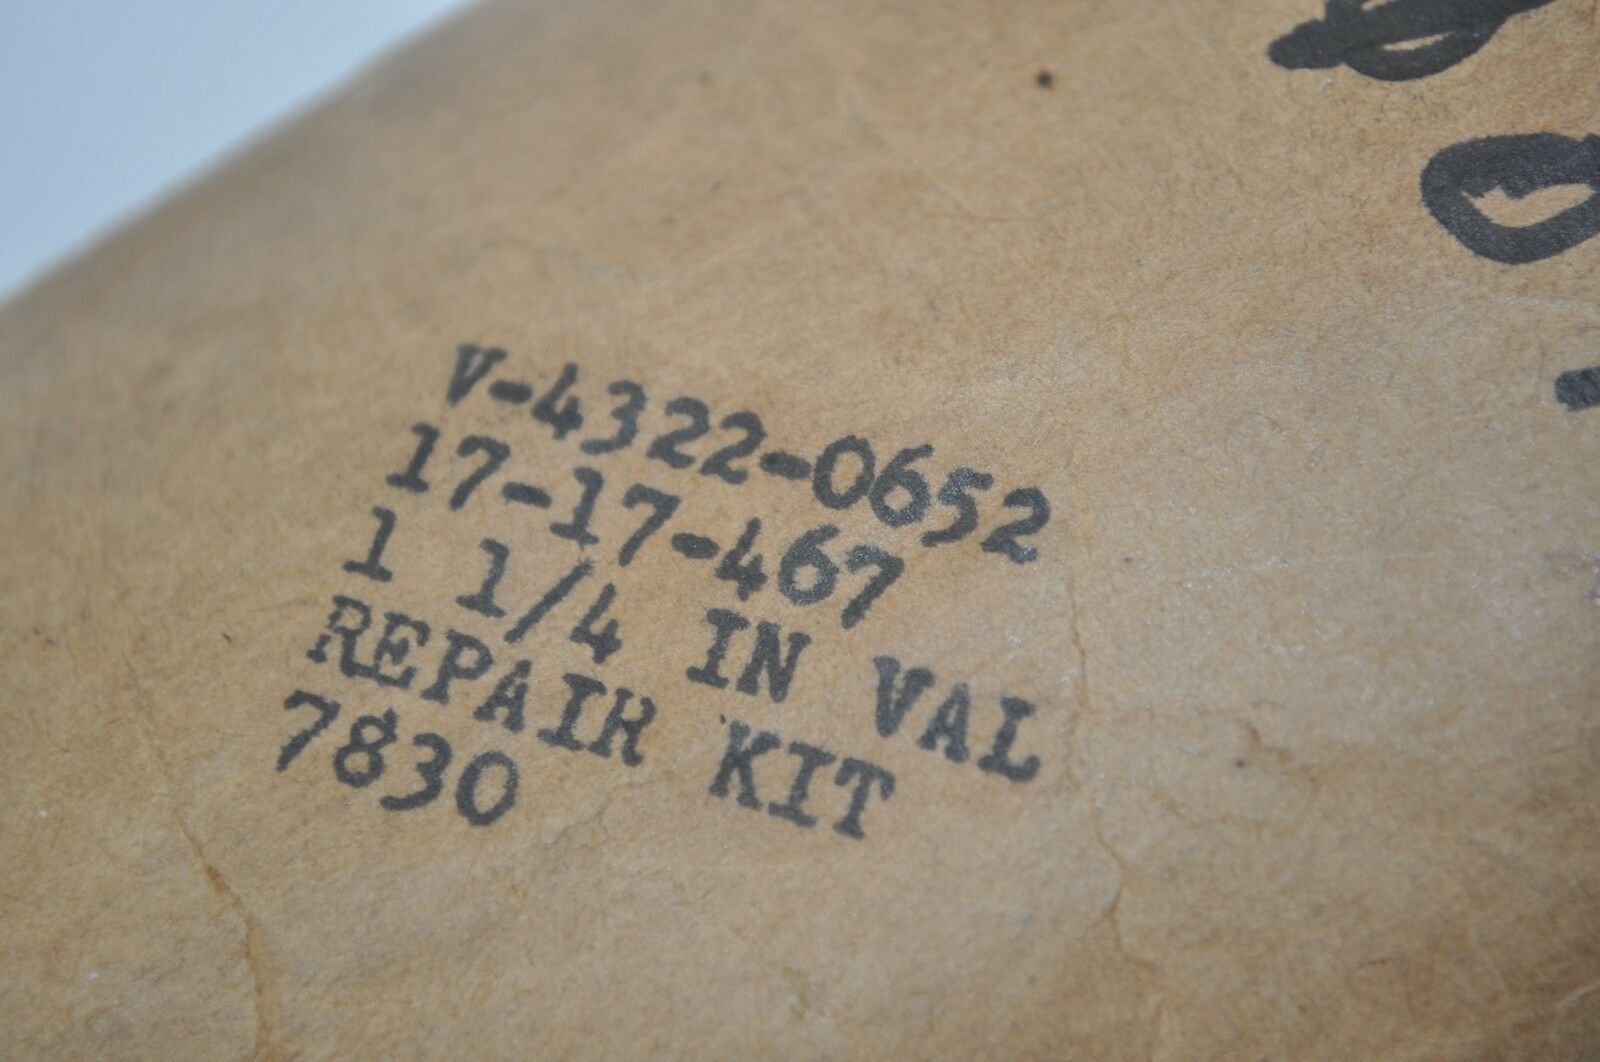 V-4322-0652
17-17-467
1 1/4 IN VAL
REPAIR KIT
7830